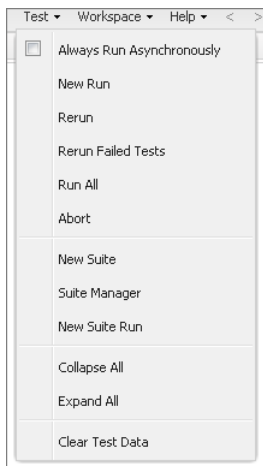 Test ▾ Workspace ▾ Help ▾ < >
Always Run Asynchronously
New Run
Rerun
Rerun Failed Tests
Run All
Abort
New Suite
Suite Manager
New Suite Run
Collapse All
Expand All
Clear Test Data